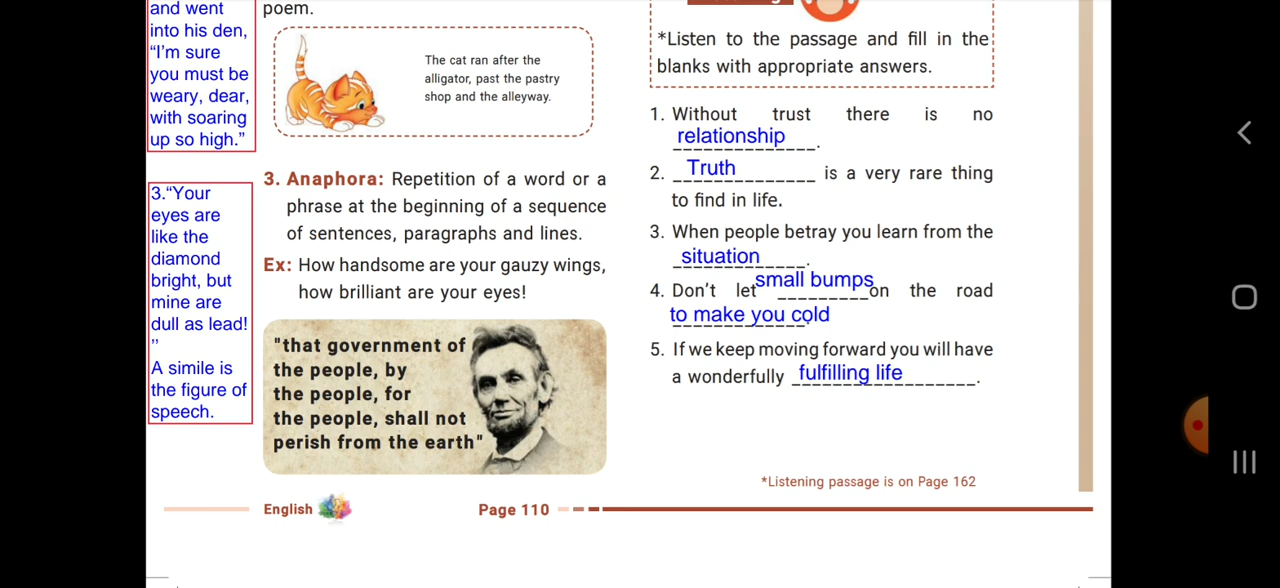 and went
into his den,
“I’m sure
you must be
weary, dear,
with soaring
up so high.”
3.“Your
eyes are
like the
diamond
bright, but
mine are
dull as lead!
’’
A simile is
the figure of
speech.
poem.
The cat ran after the
alligator, past the pastry
shop and the alleyway.
3. Anaphora: Repetition of a word or a
phrase at the beginning of a sequence
of sentences, paragraphs and lines.
Ex: How handsome are your gauzy wings,
how brilliant are your eyes!
"that government of
the people, by
the people, for
the people, shall not
perish from the earth"
*Listen to the passage and fill in the
blanks with appropriate answers.
1. Without trust there is no
relationship.
2. Truth is a very rare thing
to find in life.
3. When people betray you learn from the
situation.
4. Don’t let small bumps on the road
to make you cold.
5. If we keep moving forward you will have
a wonderfully fulfilling life.
*Listening passage is on Page 162
English Page 110